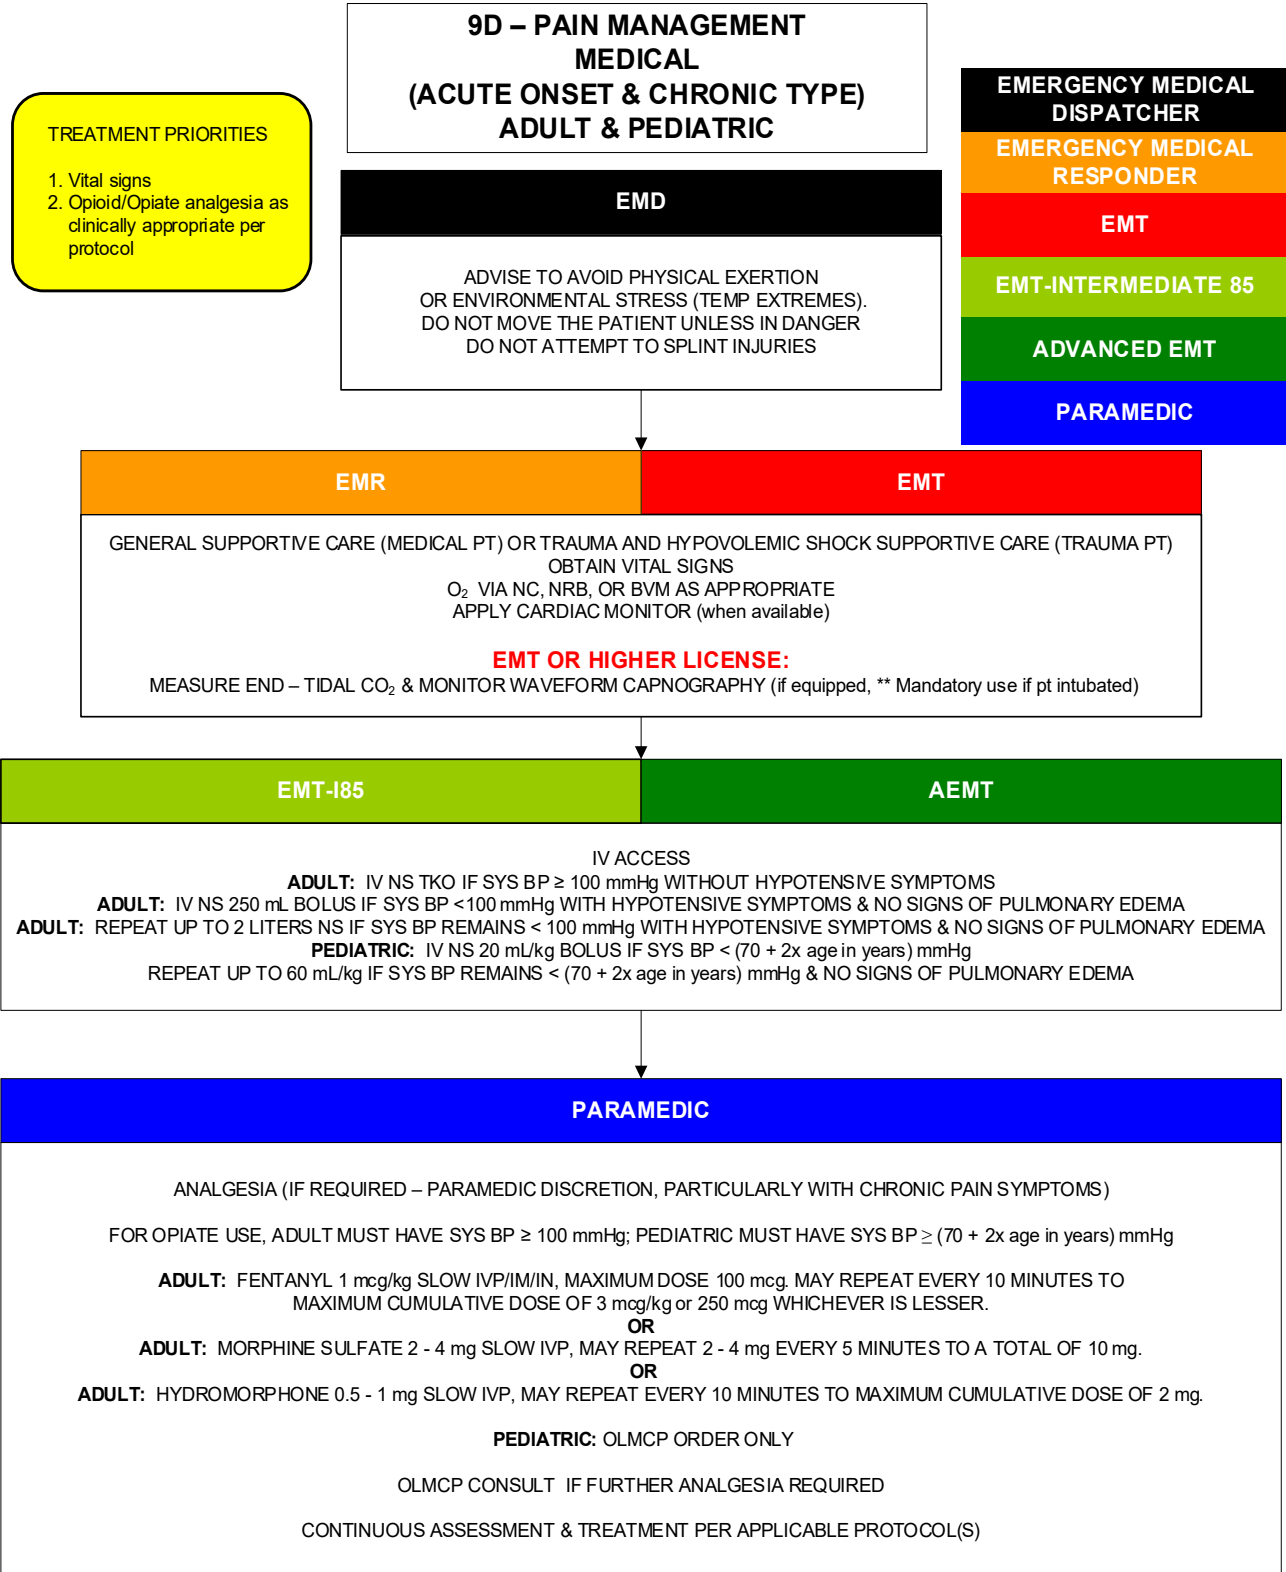 9D – PAIN MANAGEMENT
MEDICAL
(ACUTE ONSET & CHRONIC TYPE)
ADULT & PEDIATRIC
TREATMENT PRIORITIES
1. Vital signs
2. Opioid/Opiate analgesia as
clinically appropriate per
protocol
EMERGENCY MEDICAL
DISPATCHER
EMERGENCY MEDICAL
RESPONDER
EMT
EMT-INTERMEDIATE 85
ADVANCED EMT
PARAMEDIC
EMD
ADVISE TO AVOID PHYSICAL EXERTION
OR ENVIRONMENTAL STRESS (TEMP EXTREMES).
DO NOT MOVE THE PATIENT UNLESS IN DANGER
DO NOT ATTEMPT TO SPLINT INJURIES
EMR
EMT
GENERAL SUPPORTIVE CARE (MEDICAL PT) OR TRAUMA AND HYPOVOLEMIC SHOCK SUPPORTIVE CARE (TRAUMA PT)
OBTAIN VITAL SIGNS
O₂ VIA NC, NRB, OR BVM AS APPROPRIATE
APPLY CARDIAC MONITOR (when available)
EMT OR HIGHER LICENSE:
MEASURE END – TIDAL CO₂ & MONITOR WAVEFORM CAPNOGRAPHY (if equipped, ** Mandatory use if pt intubated)
EMT-I85
AEMT
IV ACCESS
ADULT: IV NS TKO IF SYS BP ≥ 100 mmHg WITHOUT HYPOTENSIVE SYMPTOMS
ADULT: IV NS 250 mL BOLUS IF SYS BP <100 mmHg WITH HYPOTENSIVE SYMPTOMS & NO SIGNS OF PULMONARY EDEMA
ADULT: REPEAT UP TO 2 LITERS NS IF SYS BP REMAINS < 100 mmHg WITH HYPOTENSIVE SYMPTOMS & NO SIGNS OF PULMONARY EDEMA
PEDIATRIC: IV NS 20 mL/kg BOLUS IF SYS BP < (70 + 2x age in years) mmHg
REPEAT UP TO 60 mL/kg IF SYS BP REMAINS < (70 + 2x age in years) mmHg & NO SIGNS OF PULMONARY EDEMA
PARAMEDIC
ANALGESIA (IF REQUIRED – PARAMEDIC DISCRETION, PARTICULARLY WITH CHRONIC PAIN SYMPTOMS)
FOR OPIATE USE, ADULT MUST HAVE SYS BP ≥ 100 mmHg; PEDIATRIC MUST HAVE SYS BP ≥ (70 + 2x age in years) mmHg
ADULT: FENTANYL 1 mcg/kg SLOW IVP/IM/IN, MAXIMUM DOSE 100 mcg. MAY REPEAT EVERY 10 MINUTES TO
MAXIMUM CUMULATIVE DOSE OF 3 mcg/kg or 250 mcg WHICHEVER IS LESSER.
OR
ADULT: MORPHINE SULFATE 2 - 4 mg SLOW IVP, MAY REPEAT 2 - 4 mg EVERY 5 MINUTES TO A TOTAL OF 10 mg.
OR
ADULT: HYDROMORPHONE 0.5 - 1 mg SLOW IVP, MAY REPEAT EVERY 10 MINUTES TO MAXIMUM CUMULATIVE DOSE OF 2 mg.
PEDIATRIC: OLMCP ORDER ONLY
OLMCP CONSULT IF FURTHER ANALGESIA REQUIRED
CONTINUOUS ASSESSMENT & TREATMENT PER APPLICABLE PROTOCOL(S)